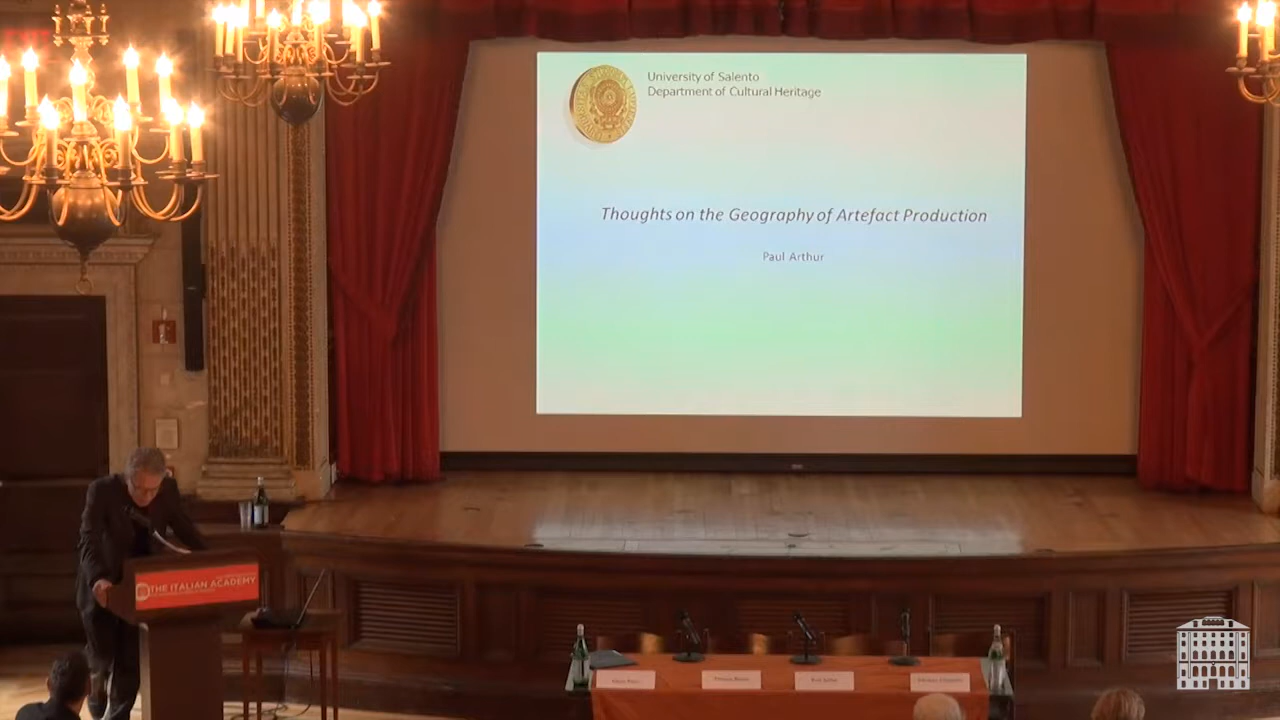 University of Salento
Department of Cultural Heritage
Thoughts on the Geography of Artefact Production
Paul Arthur
THE ITALIAN ACADEMY